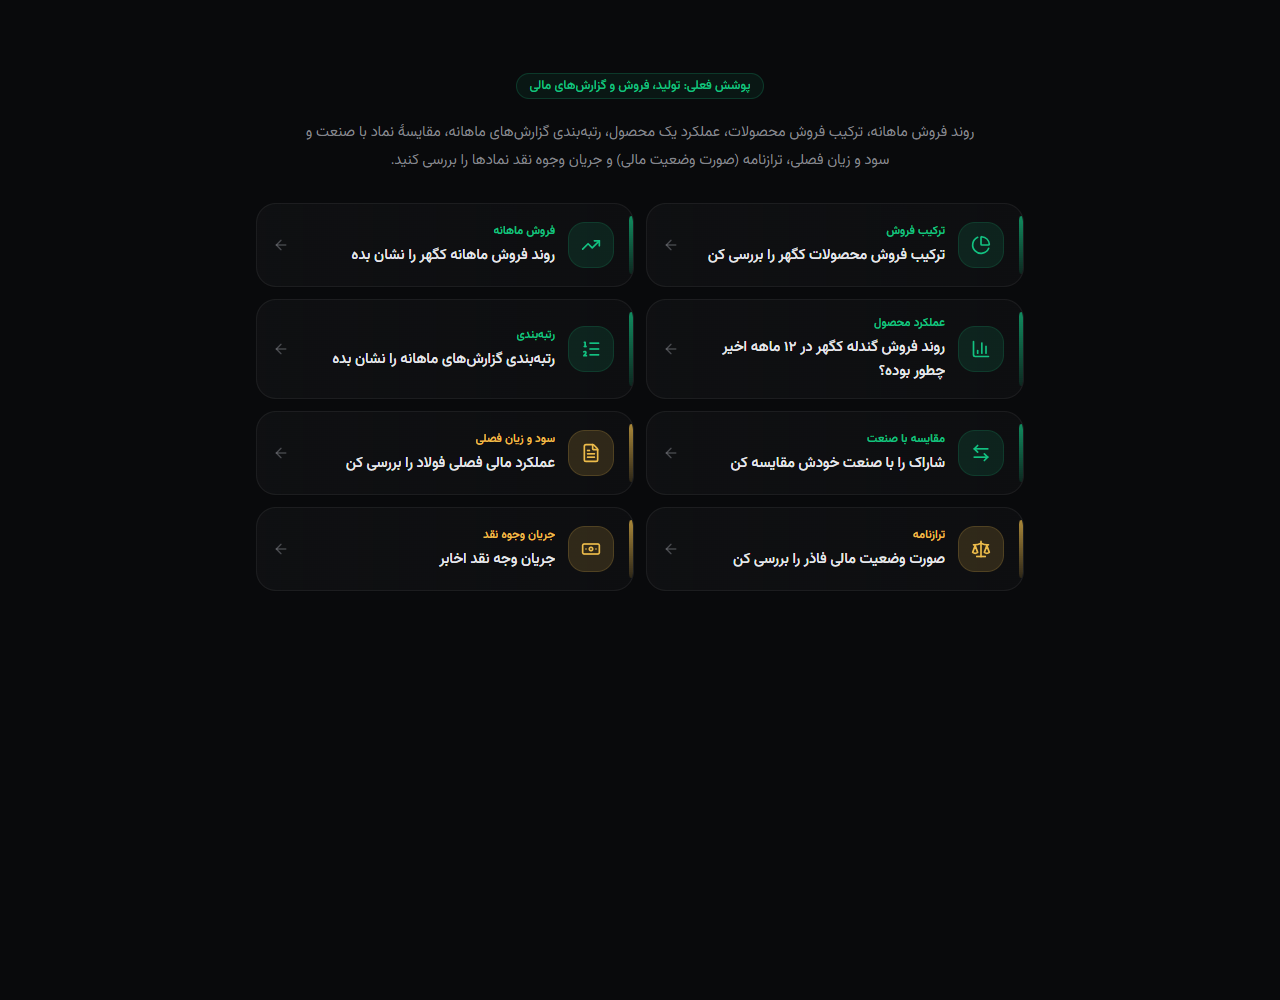 پوشش فعلی: تولید، فروش و گزارش‌های مالی
روند فروش ماهانه، ترکیب فروش محصولات، عملکرد یک محصول، رتبه‌بندی گزارش‌های ماهانه، مقایسهٔ نماد با صنعت و
سود و زیان فصلی، ترازنامه (صورت وضعیت مالی) و جریان وجوه نقد نمادها را بررسی کنید.
ترکیب فروش
ترکیب فروش محصولات کگهر را بررسی کن
فروش ماهانه
روند فروش ماهانه کگهر را نشان بده
عملکرد محصول
روند فروش گندله کگهر در ۱۲ ماهه اخیر
چطور بوده؟
رتبه‌بندی
رتبه‌بندی گزارش‌های ماهانه را نشان بده
مقایسه با صنعت
شاراک را با صنعت خودش مقایسه کن
سود و زیان فصلی
عملکرد مالی فصلی فولاد را بررسی کن
ترازنامه
صورت وضعیت مالی فاذر را بررسی کن
جریان وجوه نقد
جریان وجه نقد اخابر